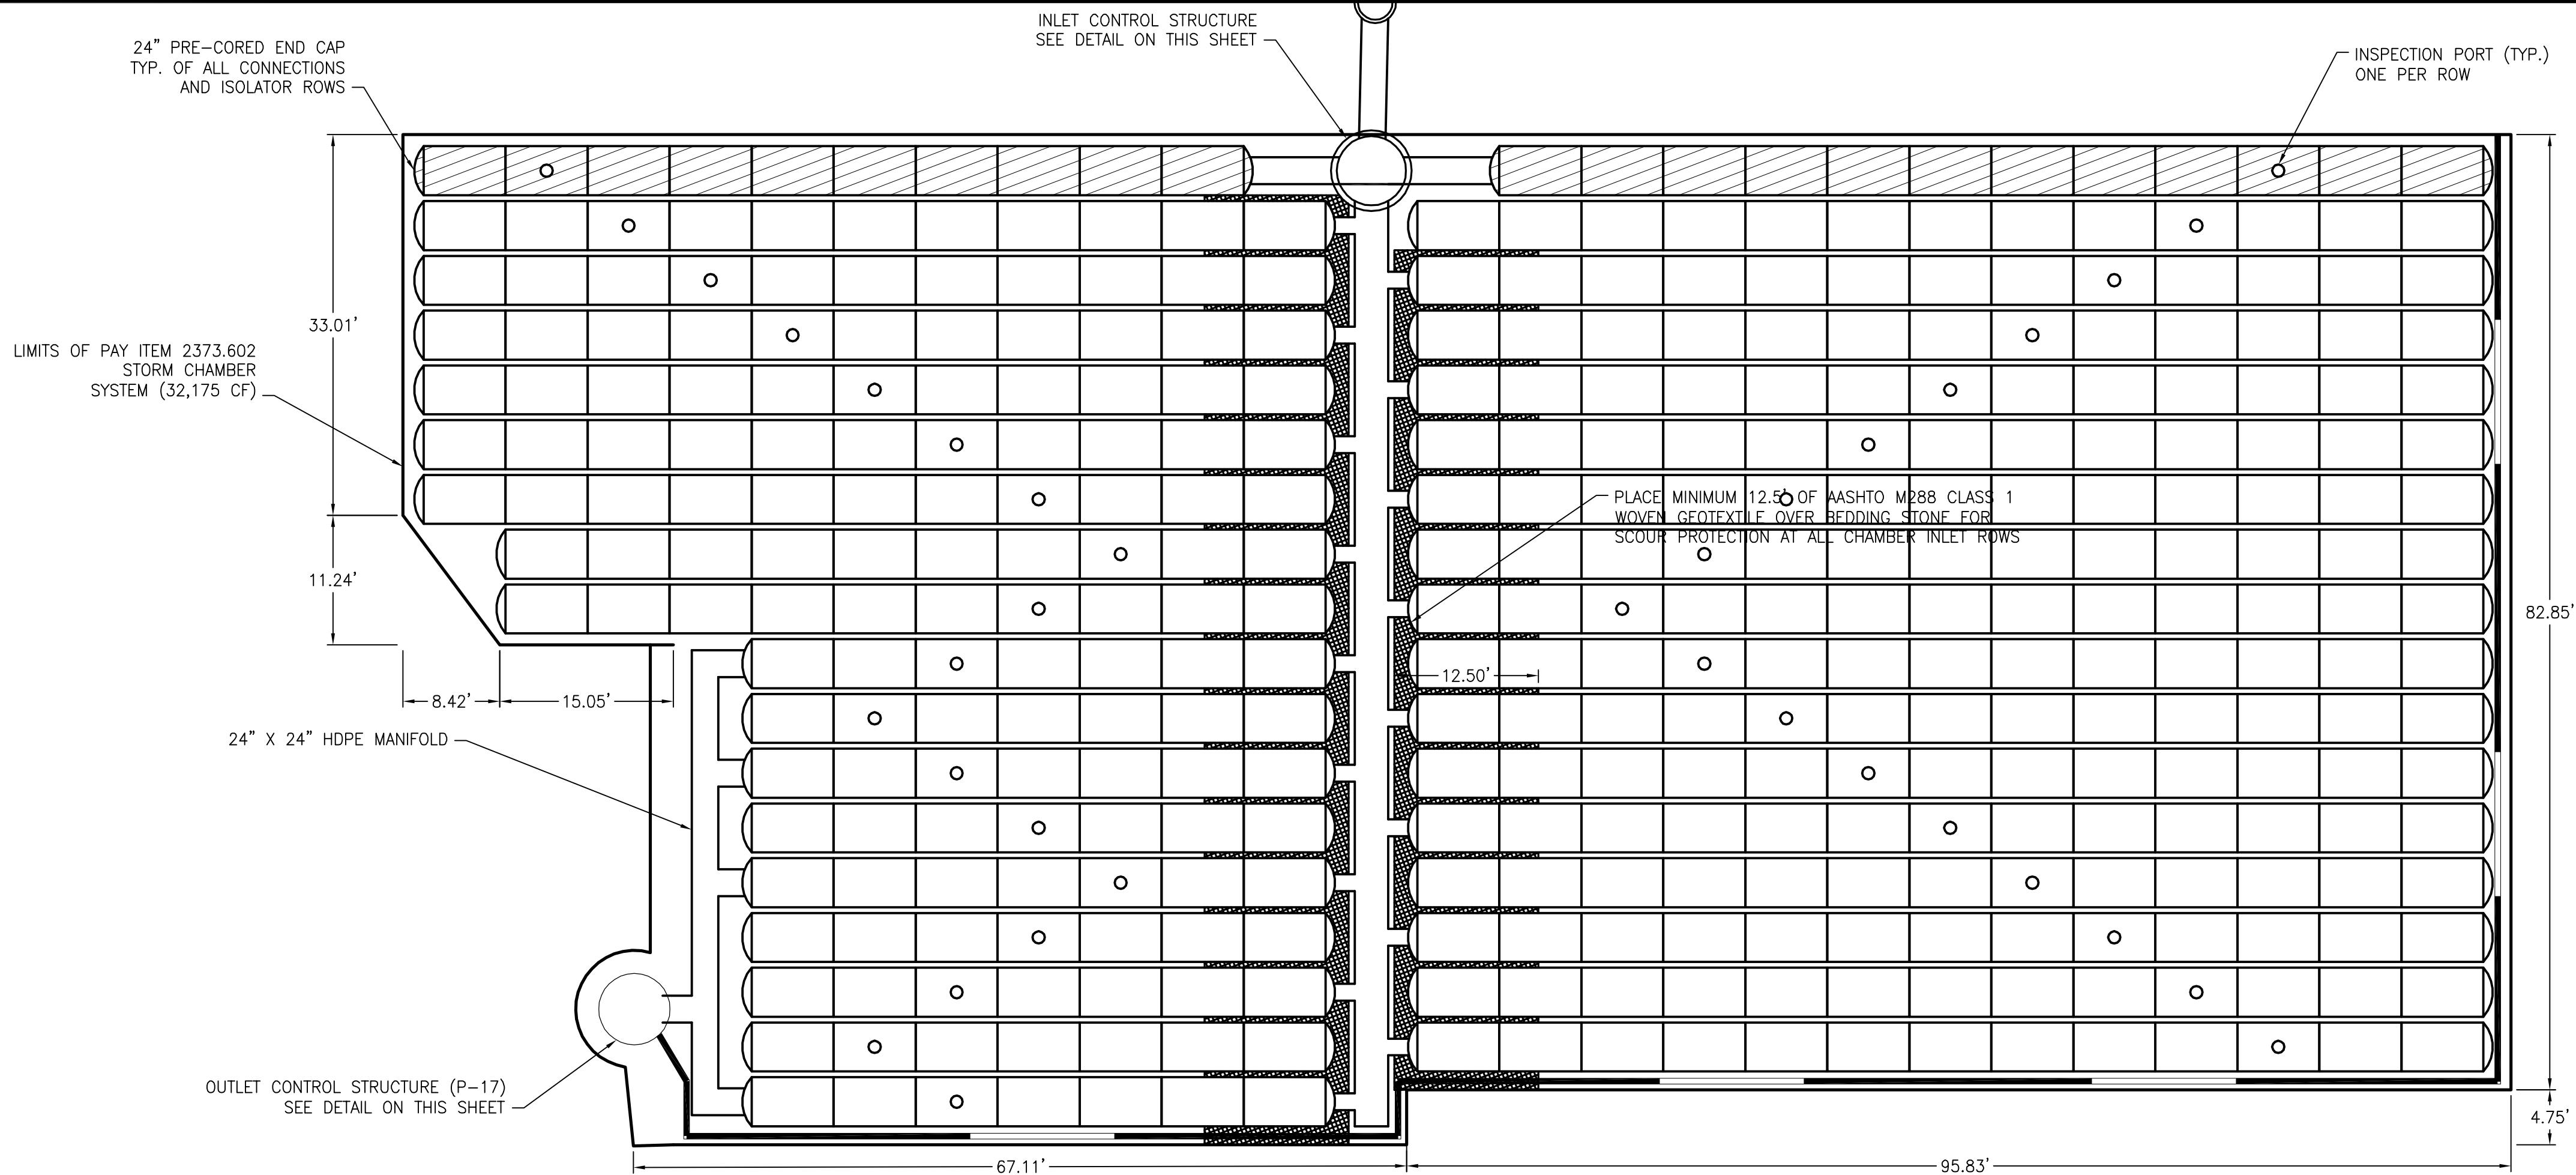 INLET CONTROL STRUCTURE
SEE DETAIL ON THIS SHEET
24" PRE-CORED END CAP
TYP. OF ALL CONNECTIONS
AND ISOLATOR ROWS
INSPECTION PORT (TYP.)
ONE PER ROW
33.01'
LIMITS OF PAY ITEM 2373.602
STORM CHAMBER
SYSTEM (32,175 CF)
PLACE MINIMUM 12.5' OF AASHTO M288 CLASS 1
WOVEN GEOTEXTILE OVER BEDDING STONE FOR
SCOUR PROTECTION AT ALL CHAMBER INLET ROWS
11.24'
82.85'
12.50'
8.42'
15.05'
24" X 24" HDPE MANIFOLD
OUTLET CONTROL STRUCTURE (P-17)
SEE DETAIL ON THIS SHEET
4.75'
67.11'
95.83'